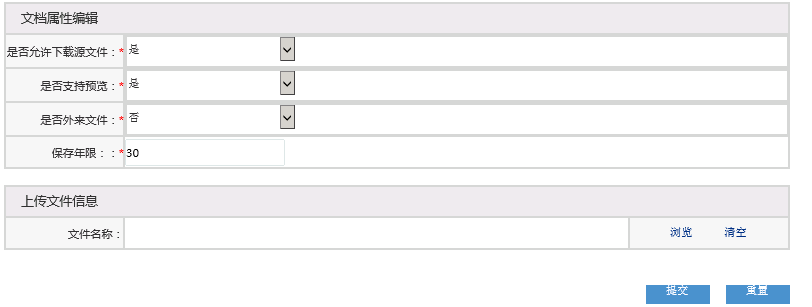 文档属性编辑
是否允许下载源文件：* 是
是否支持预览：* 是
是否外来文件：* 否
保存年限：：* 30
上传文件信息
文件名称： 浏览 清空
提交 重置